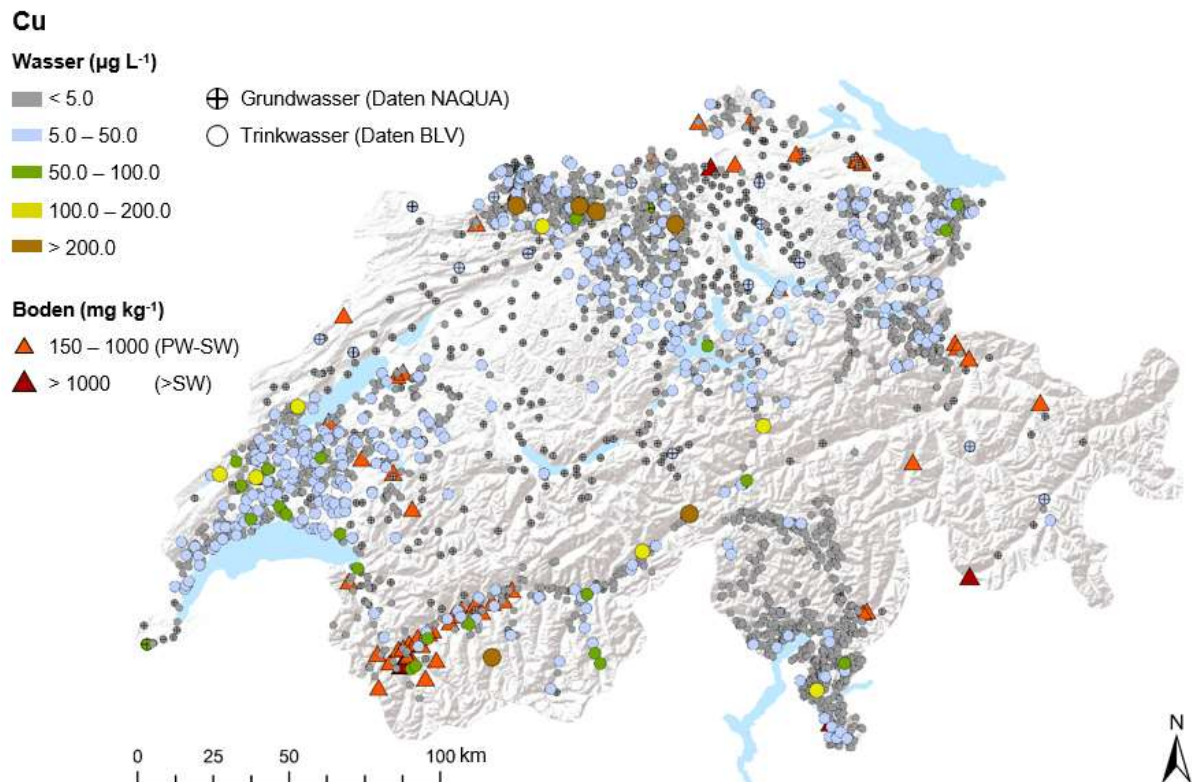 Cu
Wasser (µg L⁻¹)
< 5.0
5.0 – 50.0
50.0 – 100.0
100.0 – 200.0
> 200.0
Grundwasser (Daten NAQUA)
Trinkwasser (Daten BLV)
Boden (mg kg⁻¹)
150 – 1000 (PW-SW)
> 1000 (>SW)
0 25 50 100 km
N